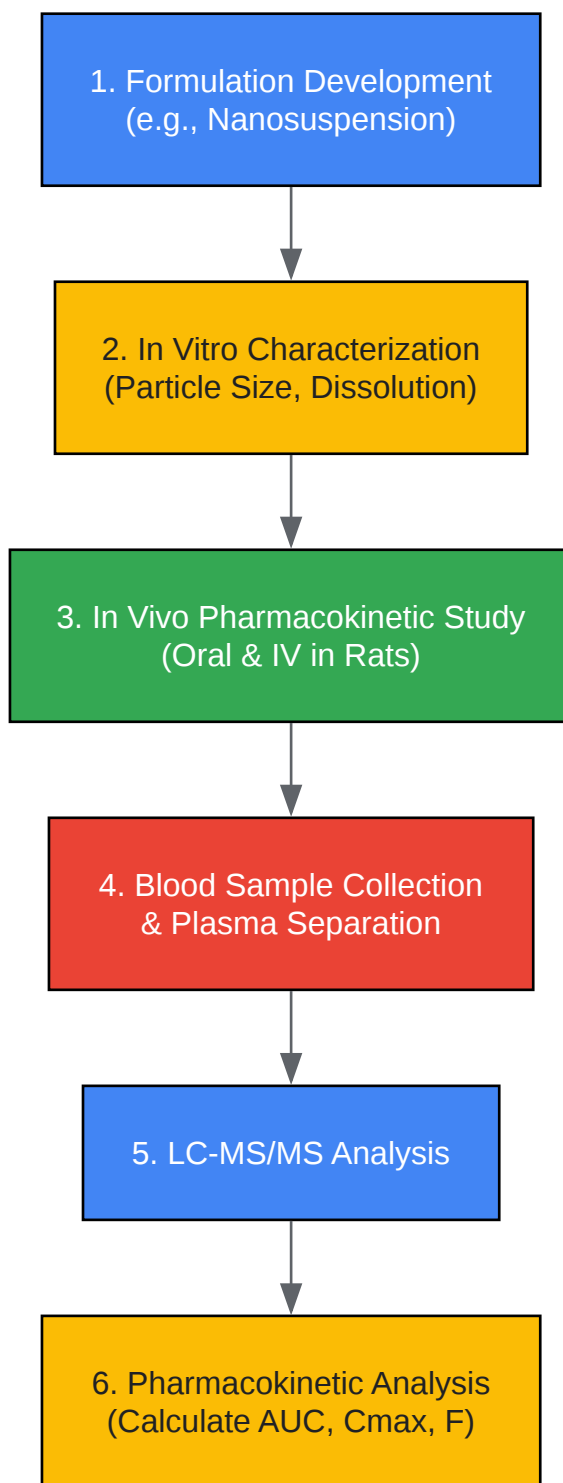 1. Formulation Development
(e.g., Nanosuspension)
2. In Vitro Characterization
(Particle Size, Dissolution)
3. In Vivo Pharmacokinetic Study
(Oral & IV in Rats)
4. Blood Sample Collection
& Plasma Separation
5. LC-MS/MS Analysis
6. Pharmacokinetic Analysis
(Calculate AUC, Cmax, F)